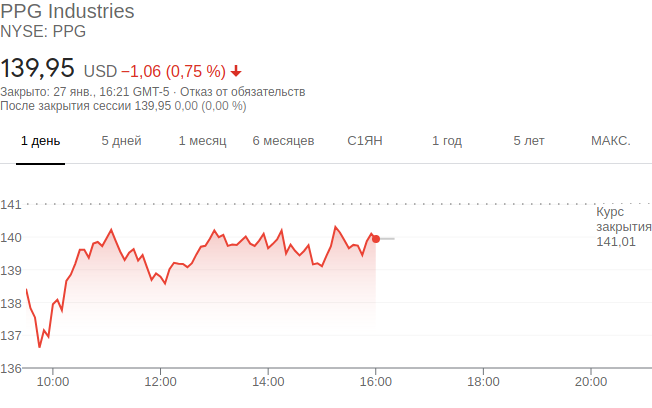 PPG Industries
NYSE: PPG
139,95 USD −1,06 (0,75 %)
Закрыто: 27 янв., 16:21 GMT-5 · Отказ от обязательств
После закрытия сессии 139,95 0,00 (0,00 %)
1 день 5 дней 1 месяц 6 месяцев С1ЯН 1 год 5 лет МАКС.
141
Курс
закрытия
141,01
140
139
138
137
136
10:00 12:00 14:00 16:00 18:00 20:00